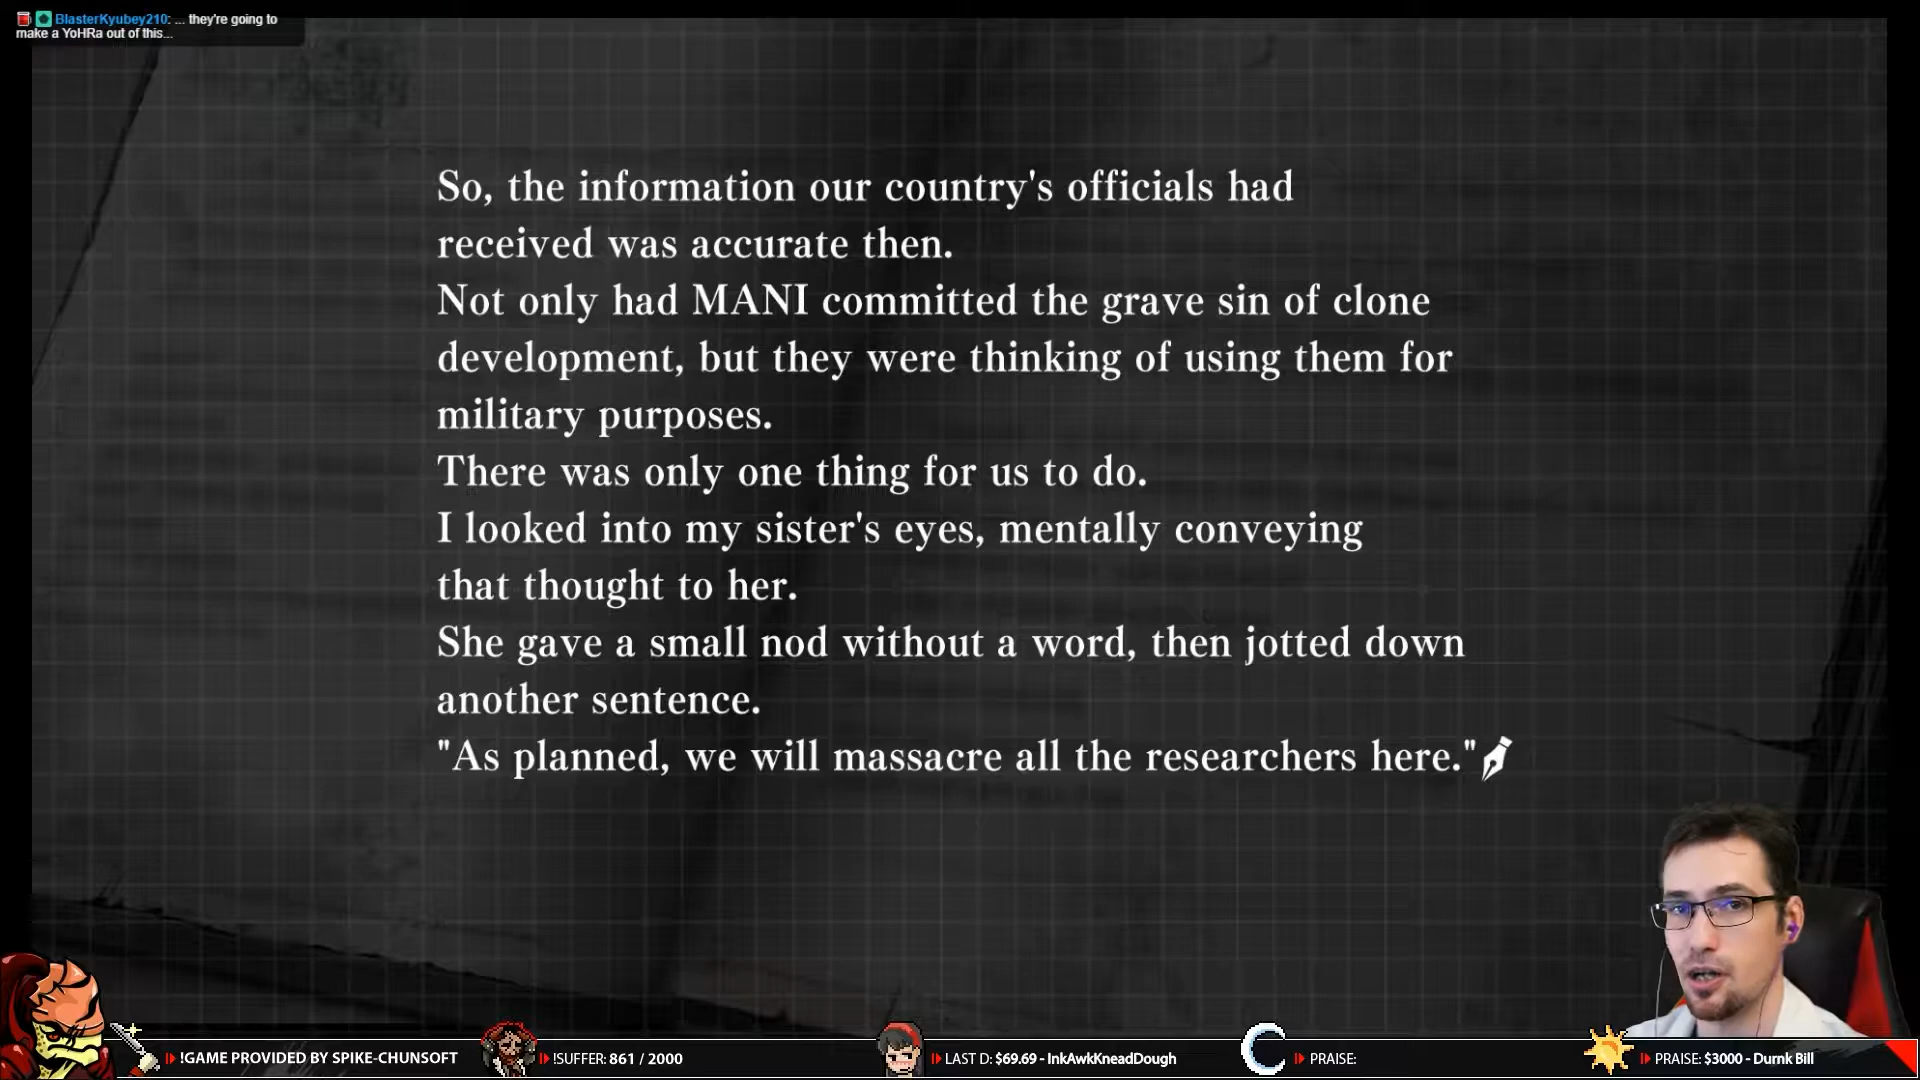 BlasterKyubey210: ... they're going to
make a YoHRa out of this...
So, the information our country's officials had
received was accurate then.
Not only had MANI committed the grave sin of clone
development, but they were thinking of using them for
military purposes.
There was only one thing for us to do.
I looked into my sister's eyes, mentally conveying
that thought to her.
She gave a small nod without a word, then jotted down
another sentence.
"As planned, we will massacre all the researchers here."
!GAME PROVIDED BY SPIKE-CHUNSOFT
!SUFFER: 861 / 2000
LAST D: $69.69 - InkAwkKneadDough
PRAISE:
PRAISE: $3000 - Durnk Bill